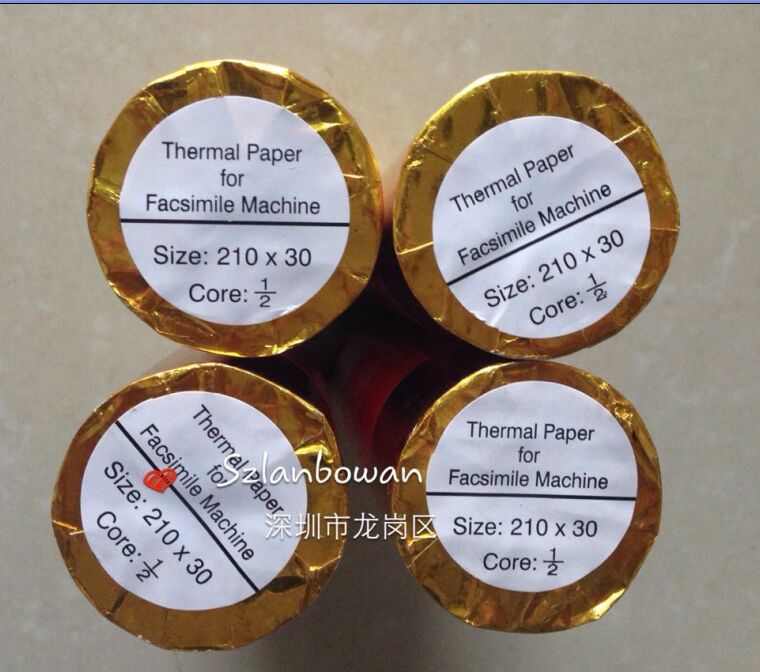 Thermal Paper
for
Facsimile Machine
Size: 210 x 30
Core: 1/2
Thermal Paper
for
Facsimile Machine
Size: 210 x 30
Core: 1/2
Thermal Paper
for
Facsimile Machine
Size: 210 x 30
Core: 1/2
Szlanbowan
深圳市龙岗区
Thermal Paper
for
Facsimile Machine
Size: 210 x 30
Core: 1/2